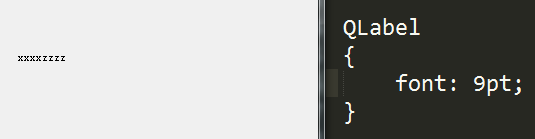 xxxxzzzz
QLabel
{
    font: 9pt;
}